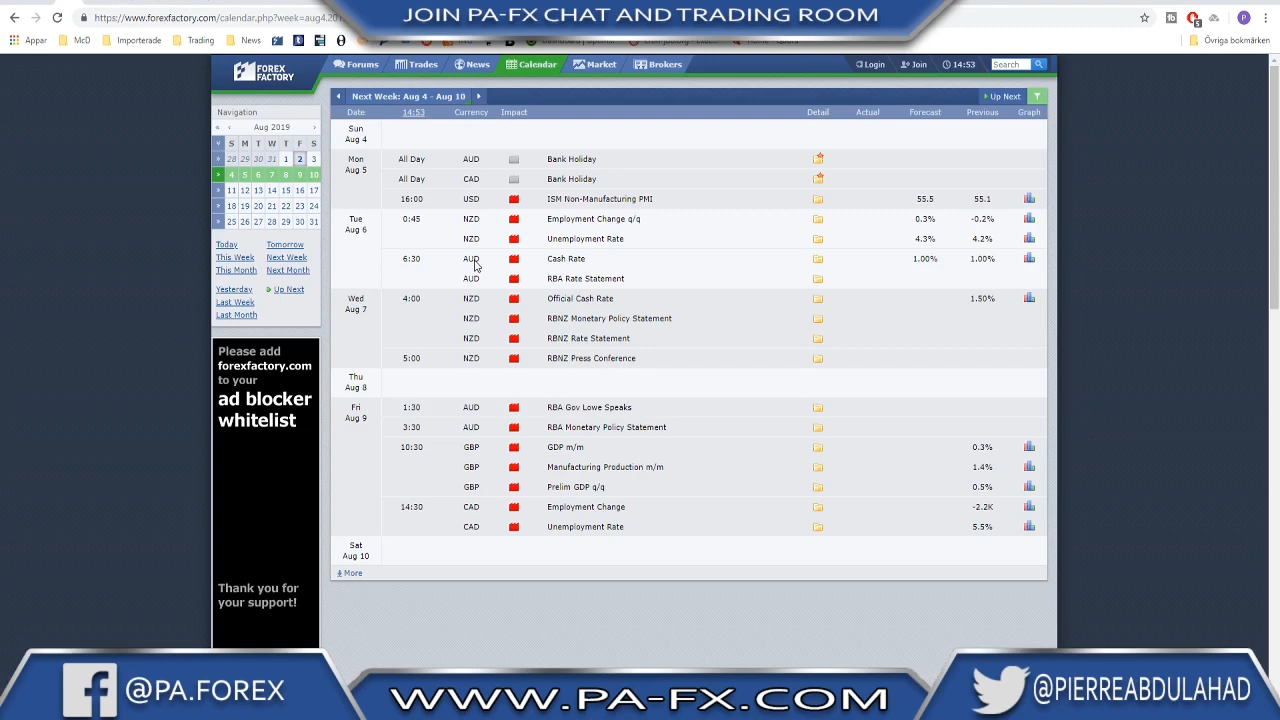 JOIN PA-FX CHAT AND TRADING ROOM
https://www.forexfactory.com/calendar.php?week=aug4.20
Appar McD Importerade Trading News Övriga bokmärken
FOREX FACTORY
Forums Trades News Calendar Market Brokers Login Join 14:53 Search
Navigation
Aug 2019
S M T W T F S
28 29 30 31 1 2 3
4 5 6 7 8 9 10
11 12 13 14 15 16 17
18 19 20 21 22 23 24
25 26 27 28 29 30 31
Today Tomorrow
This Week Next Week
This Month Next Month
Yesterday Up Next
Last Week
Last Month
Please add
forexfactory.com
to your
ad blocker
whitelist
Thank you for
your support!
Next Week: Aug 4 - Aug 10 Up Next
Date 14:53 Currency Impact Detail Actual Forecast Previous Graph
Sun
Aug 4
Mon
Aug 5
All Day AUD Bank Holiday
All Day CAD Bank Holiday
16:00 USD ISM Non-Manufacturing PMI 55.5 55.1
Tue
Aug 6
0:45 NZD Employment Change q/q 0.3% -0.2%
NZD Unemployment Rate 4.3% 4.2%
6:30 AUD Cash Rate 1.00% 1.00%
AUD RBA Rate Statement
Wed
Aug 7
4:00 NZD Official Cash Rate 1.50%
NZD RBNZ Monetary Policy Statement
NZD RBNZ Rate Statement
5:00 NZD RBNZ Press Conference
Thu
Aug 8
Fri
Aug 9
1:30 AUD RBA Gov Lowe Speaks
3:30 AUD RBA Monetary Policy Statement
10:30 GBP GDP m/m 0.3%
GBP Manufacturing Production m/m 1.4%
GBP Prelim GDP q/q 0.5%
14:30 CAD Employment Change -2.2K
CAD Unemployment Rate 5.5%
Sat
Aug 10
More
@PA.FOREX
WWW.PA-FX.COM
@PIERREABDULAHAD